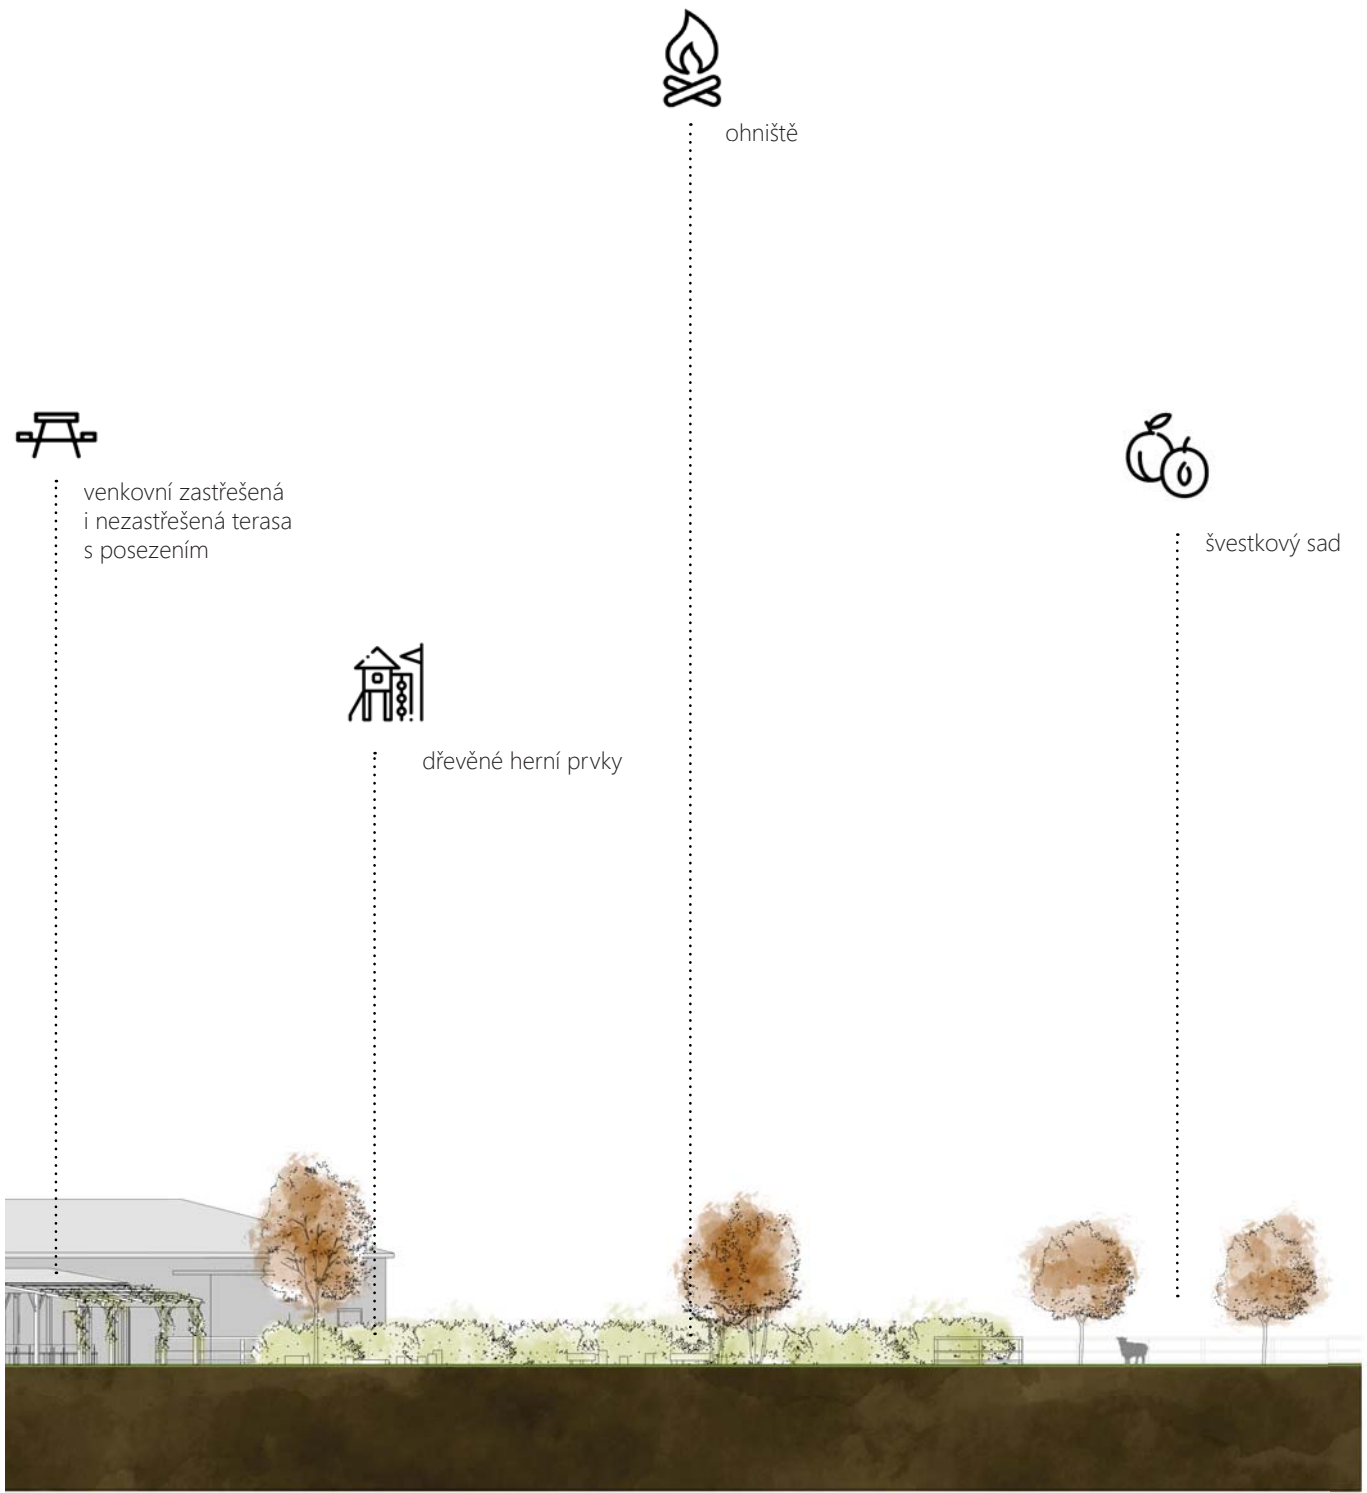 ohniště
venkovní zastřešená
i nezastřešená terasa
s posezením
švestkový sad
dřevěné herní prvky